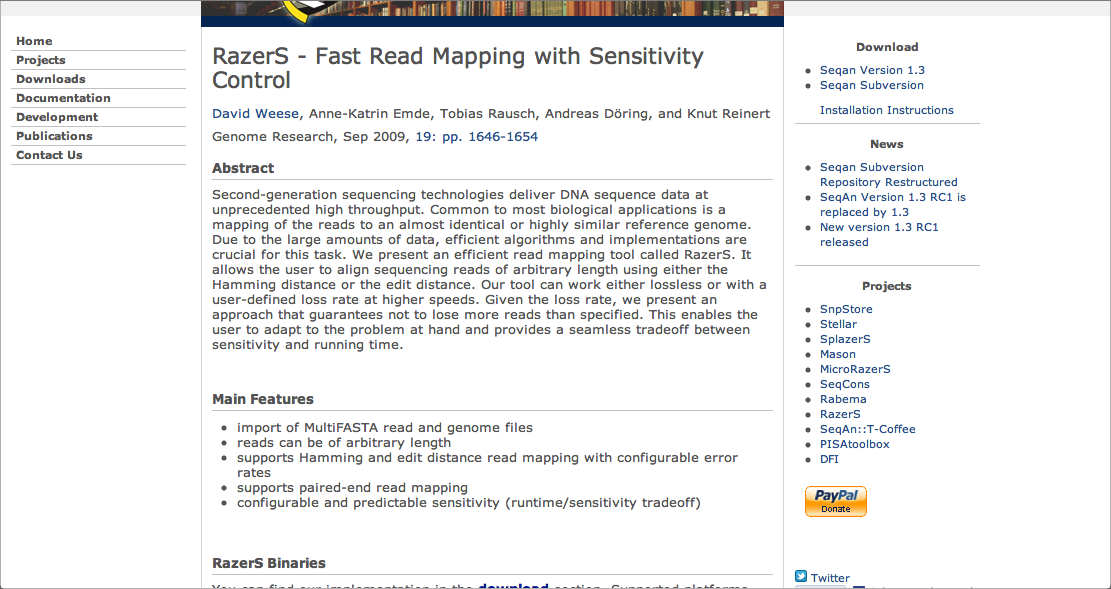 Home
Projects
Downloads
Documentation
Development
Publications
Contact Us
RazerS - Fast Read Mapping with Sensitivity
Control
David Weese, Anne-Katrin Emde, Tobias Rausch, Andreas Döring, and Knut Reinert
Genome Research, Sep 2009, 19: pp. 1646-1654
Abstract
Second-generation sequencing technologies deliver DNA sequence data at
unprecedented high throughput. Common to most biological applications is a
mapping of the reads to an almost identical or highly similar reference genome.
Due to the large amounts of data, efficient algorithms and implementations are
crucial for this task. We present an efficient read mapping tool called RazerS. It
allows the user to align sequencing reads of arbitrary length using either the
Hamming distance or the edit distance. Our tool can work either lossless or with a
user-defined loss rate at higher speeds. Given the loss rate, we present an
approach that guarantees not to lose more reads than specified. This enables the
user to adapt to the problem at hand and provides a seamless tradeoff between
sensitivity and running time.
Main Features
import of MultiFASTA read and genome files
reads can be of arbitrary length
supports Hamming and edit distance read mapping with configurable error
rates
supports paired-end read mapping
configurable and predictable sensitivity (runtime/sensitivity tradeoff)
RazerS Binaries
You can find our implementation in the download section. Supported platforms
Download
Seqan Version 1.3
Seqan Subversion
Installation Instructions
News
Seqan Subversion
Repository Restructured
SeqAn Version 1.3 RC1 is
replaced by 1.3
New version 1.3 RC1
released
Projects
SnpStore
Stellar
SplazerS
Mason
MicroRazerS
SeqCons
Rabema
RazerS
SeqAn::T-Coffee
PISAtoolbox
DFI
PayPal
Donate
Twitter